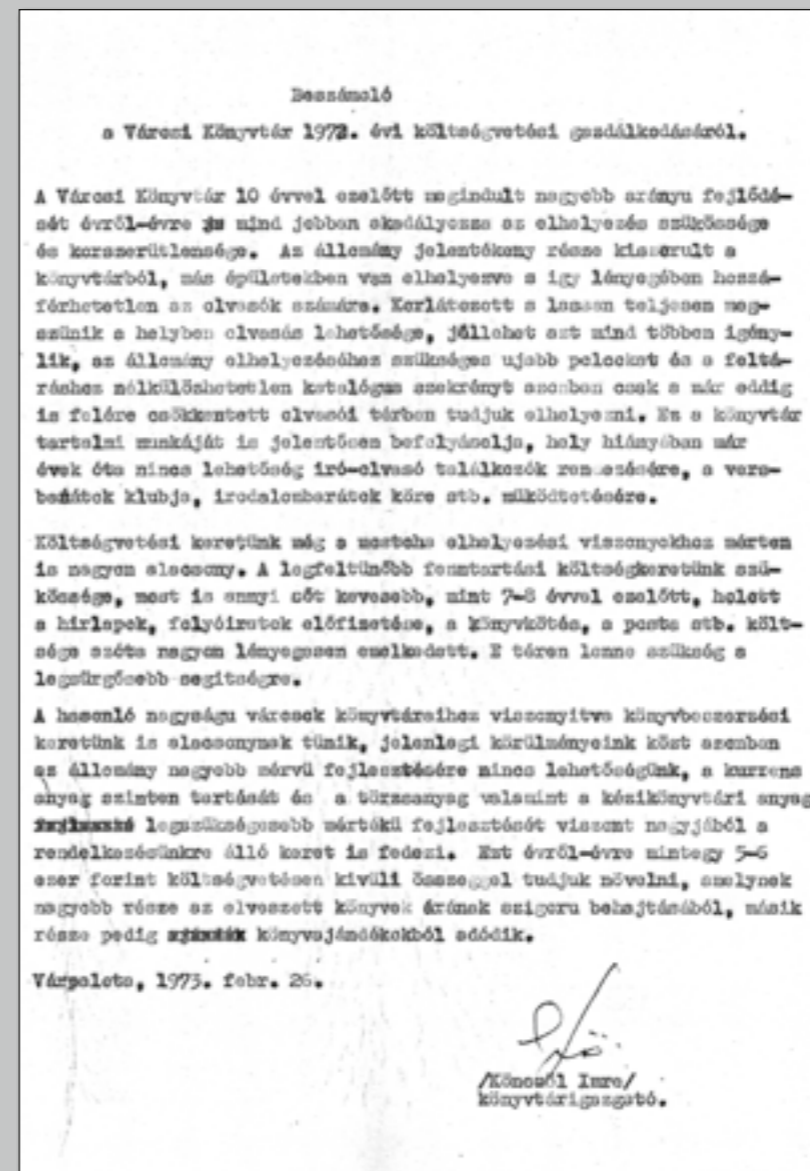 Beszámoló
a Városi Könyvtár 1972. évi költségvetési gazdálkodásáról.
A Városi Könyvtár 10 évvel ezelőtt megindult nagyobb arányu fejlődé-
sét évről-évre mind jobban akadályozza az elhelyezés szükössége
és korszerütlensége. Az állomány jelentékeny része kiszorult a
könyvtárból, más épületekben van elhelyezve s igy lényegében hozzá-
férhetetlen az olvasók számára. Korlátozott s lassan teljesen meg-
szünik a helyben olvasás lehetősége, jóllehet azt mind többen igény-
lik, az állomány elhelyezéséhez szükséges ujabb polcokat és a feltá-
ráshoz nélkülözhetetlen katalógus szekrényt azonban csak a már eddig
is felére csökkentett olvasói térben tudjuk elhelyezni. Ez a könyvtár
tartalmi munkáját is jelentősen befolyásolja, hely hiányában már
évek óta nincs lehetőség iró-olvasó találkozók rendezésére, a vers-
barátok klubja, irodalombarátok köre stb. müködtetésére.
Költségvetési keretünk még a mostoha elhelyezési viszonyokhoz mérten
is nagyon alacsony. A legfeltünőbb fenntartási költségkeretünk szü-
kössége, most is annyi sőt kevesebb, mint 7-8 évvel ezelőtt, holott
a hirlapok, folyóiratok előfizetése, a könyvkötés, a posta stb. költ-
sége azóta nagyon lényegesen emelkedett. E téren lenne szükség a
legsürgősebb segitségre.
A hasonló nagyságu városok könyvtáraihoz viszonyitva könyvbeszerzési
keretünk is alacsonynak tünik, jelenlegi körülményeink közt azonban
az állomány nagyobb mérvü fejlesztésére nincs lehetőségünk, a kurrens
anyag szinten tartását és a törzsanyag valamint a kézikönyvtári anyag
legszükségesebb mértékü fejlesztését viszont nagyjából a
rendelkezésünkre álló keret is fedezi. Ezt évről-évre mintegy 5-6
ezer forint költségvetésen kivüli összeggel tudjuk növelni, amelynek
nagyobb része az elveszett könyvek árának szigoru behajtásából, másik
része pedig könyvajándékokból adódik.
Várpalota, 1973. febr. 26.
/Köncsöl Imre/
könyvtárigazgató.